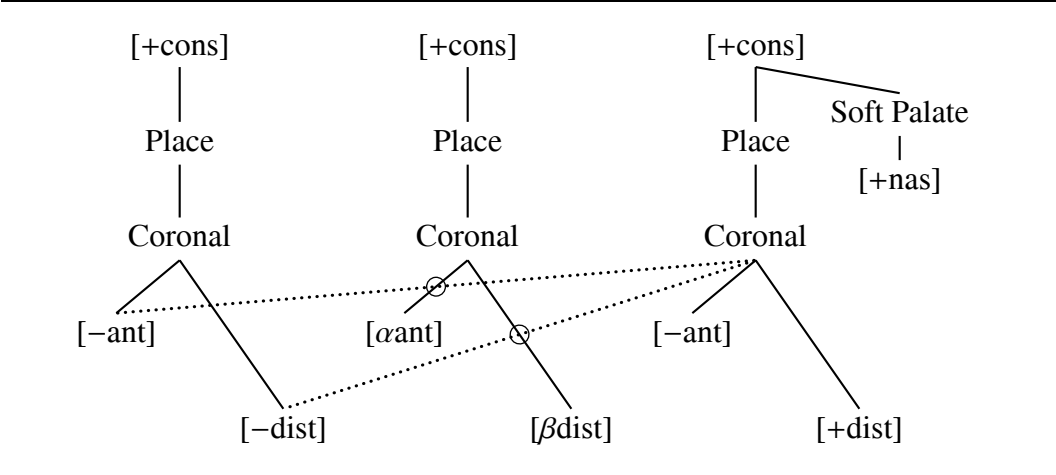 [+cons] [+cons] [+cons]
Soft Palate
Place Place Place
[+nas]
Coronal Coronal Coronal
[−ant] [αant] [−ant]
[−dist] [βdist] [+dist]